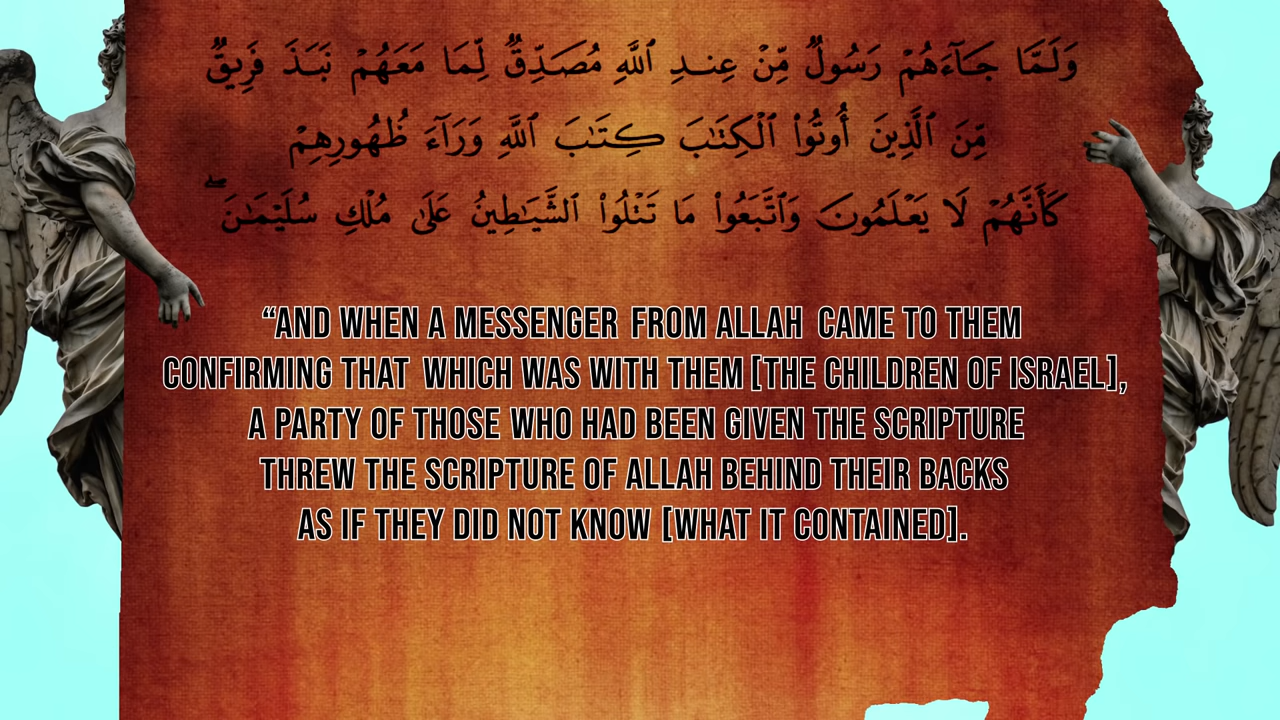 وَلَمَّا جَآءَهُمْ رَسُولٌ مِّنْ عِندِ ٱللَّهِ مُصَدِّقٌ لِّمَا مَعَهُمْ نَبَذَ فَرِيقٌ
مِّنَ ٱلَّذِينَ أُوتُوا۟ ٱلْكِتَـٰبَ كِتَـٰبَ ٱللَّهِ وَرَآءَ ظُهُورِهِمْ
كَأَنَّهُمْ لَا يَعْلَمُونَ وَٱتَّبَعُوا۟ مَا تَتْلُوا۟ ٱلشَّيَـٰطِينُ عَلَىٰ مُلْكِ سُلَيْمَـٰنَ ۖ
“AND WHEN A MESSENGER FROM ALLAH CAME TO THEM
CONFIRMING THAT WHICH WAS WITH THEM [THE CHILDREN OF ISRAEL],
A PARTY OF THOSE WHO HAD BEEN GIVEN THE SCRIPTURE
THREW THE SCRIPTURE OF ALLAH BEHIND THEIR BACKS
AS IF THEY DID NOT KNOW [WHAT IT CONTAINED].